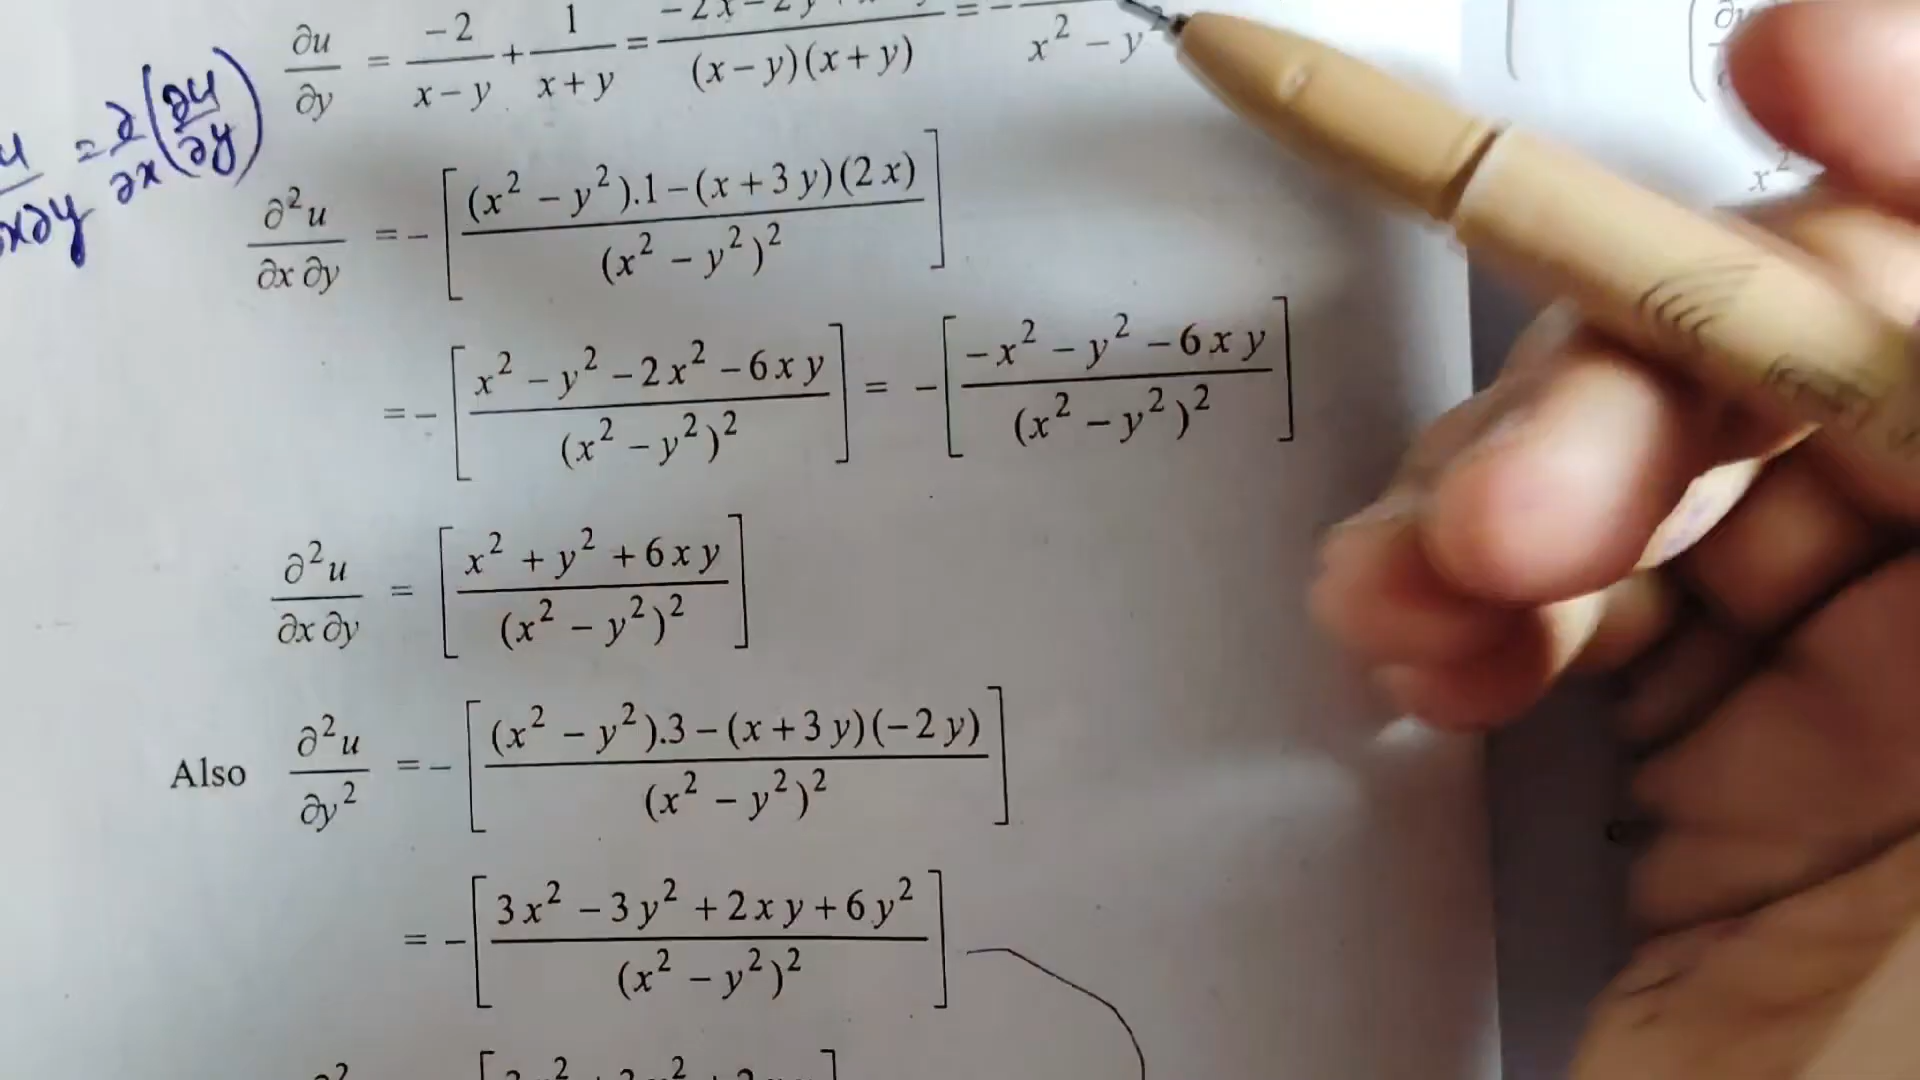 ∂u/∂y = -2/(x-y) + 1/(x+y) = /((x-y)(x+y)) = - /(x² - y²)
= ∂/∂x (∂u/∂y)
∂²u/∂x∂y = -[((x² - y²).1 - (x + 3y)(2x))/(x² - y²)²]
= -[(x² - y² - 2x² - 6xy)/(x² - y²)²] = -[(-x² - y² - 6xy)/(x² - y²)²]
∂²u/∂x∂y = [(x² + y² + 6xy)/(x² - y²)²]
Also ∂²u/∂y² = -[((x² - y²).3 - (x + 3y)(-2y))/(x² - y²)²]
= -[(3x² - 3y² + 2xy + 6y²)/(x² - y²)²]